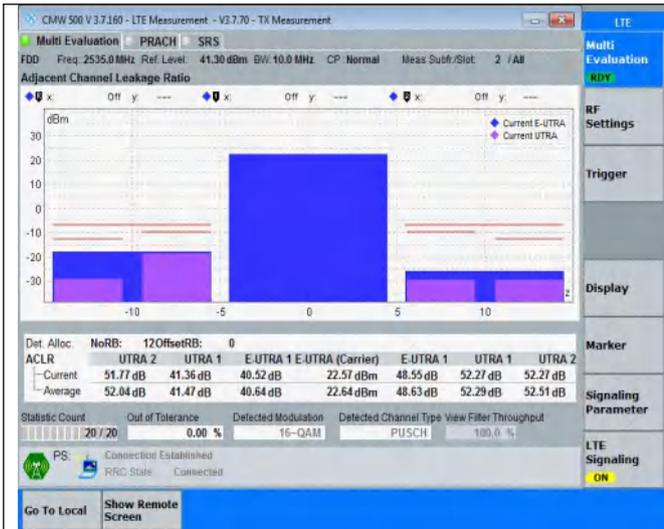 CMW 500 V 3.7.160 - LTE Measurement - V3.7.70 - TX Measurement
LTE
Multi Evaluation PRACH SRS
FDD Freq.:2535.0 MHz Ref. Level: 41.30 dBm BW: 10.0 MHz CP :Normal Meas Subfr./Slot: 2 / All
Adjacent Channel Leakage Ratio
x: Off y: --- x: Off y: --- x: Off y: ---
dBm
Current E-UTRA
Current UTRA
30
20
10
0
-10
-20
-30
-10 -5 0 5 10
z
Det. Alloc. NoRB: 12OffsetRB: 0
ACLR UTRA 2 UTRA 1 E-UTRA 1 E-UTRA (Carrier) E-UTRA 1 UTRA 1 UTRA 2
Current 51.77 dB 41.36 dB 40.52 dB 22.57 dBm 48.55 dB 52.27 dB 52.27 dB
Average 52.04 dB 41.47 dB 40.64 dB 22.64 dBm 48.63 dB 52.29 dB 52.51 dB
Statistic Count Out of Tolerance Detected Modulation Detected Channel Type View Filter Throughput
20 / 20 0.00 % 16-QAM PUSCH 100.0 %
PS: Connection Established
RRC State Connected
Multi
Evaluation
RDY
RF
Settings
Trigger
Display
Marker
Signaling
Parameter
LTE
Signaling
ON
Go To Local
Show Remote
Screen